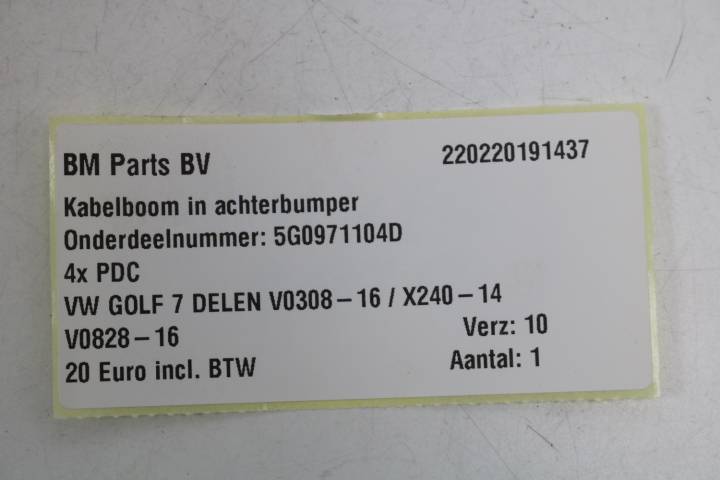 BM Parts BV 220220191437
Kabelboom in achterbumper
Onderdeelnummer: 5G0971104D
4x PDC
VW GOLF 7 DELEN V0308-16 / X240-14
V0828-16 Verz: 10
20 Euro incl. BTW Aantal: 1